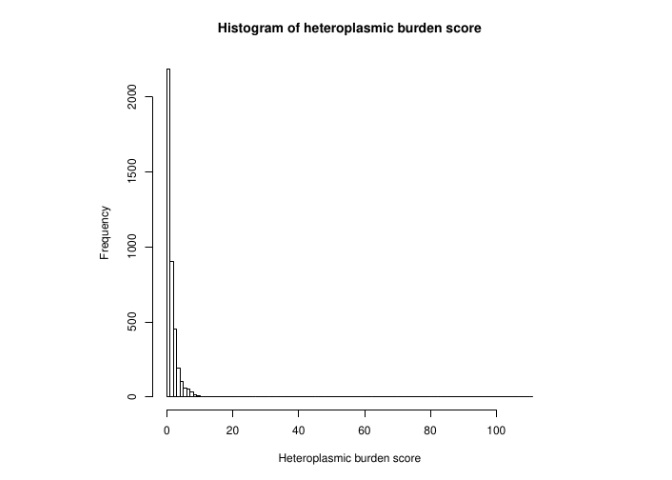 Histogram of heteroplasmic burden score
Frequency
2000
1500
1000
500
0
0 20 40 60 80 100
Heteroplasmic burden score